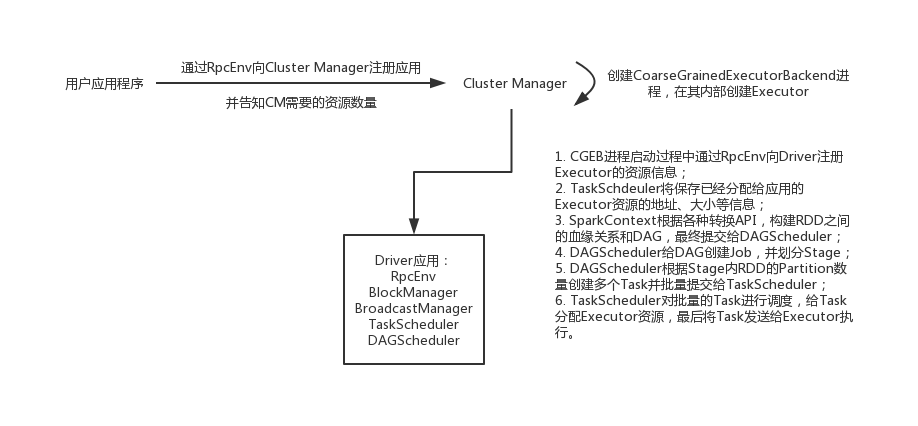 用户应用程序
通过RpcEnv向Cluster Manager注册应用
并告知CM需要的资源数量
Cluster Manager
创建CoarseGrainedExecutorBackend进
程，在其内部创建Executor
1. CGEB进程启动过程中通过RpcEnv向Driver注册
Executor的资源信息；
2. TaskSchdeuler将保存已经分配给应用的
Executor资源的地址、大小等信息；
3. SparkContext根据各种转换API，构建RDD之间
的血缘关系和DAG，最终提交给DAGScheduler；
4. DAGScheduler给DAG创建Job，并划分Stage；
5. DAGScheduler根据Stage内RDD的Partition数
量创建多个Task并批量提交给TaskScheduler；
6. TaskScheduler对批量的Task进行调度，给Task
分配Executor资源，最后将Task发送给Executor执
行。
Driver应用：
RpcEnv
BlockManager
BroadcastManager
TaskScheduler
DAGScheduler